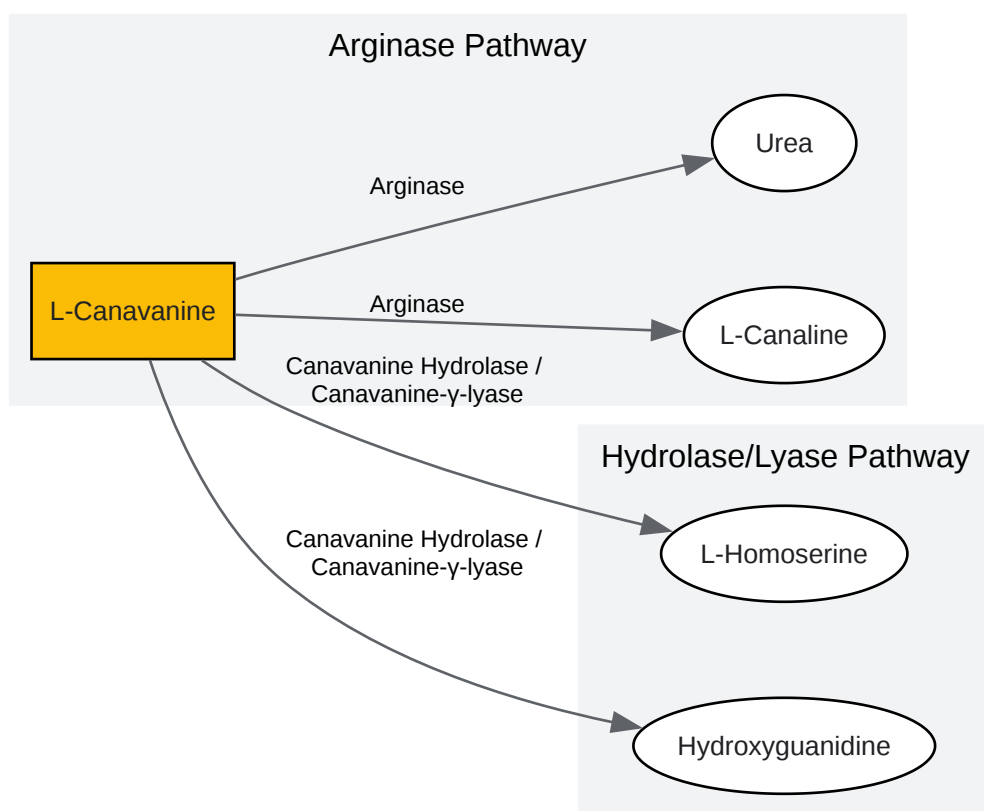 Arginase Pathway
Urea
Arginase
L-Canavanine
Arginase
L-Canaline
Canavanine Hydrolase /
Canavanine-γ-lyase
Hydrolase/Lyase Pathway
L-Homoserine
Canavanine Hydrolase /
Canavanine-γ-lyase
Hydroxyguanidine